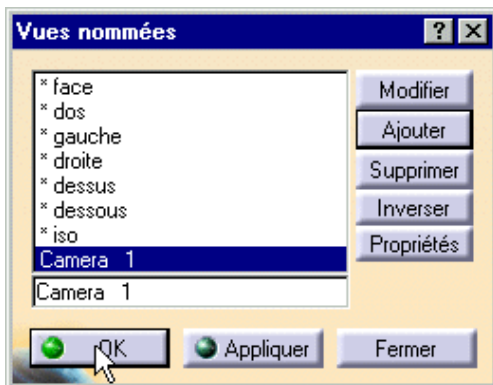 Vues nommées
* face
* dos
* gauche
* droite
* dessus
* dessous
* iso
Camera 1
Camera 1
Modifier
Ajouter
Supprimer
Inverser
Propriétés
OK
Appliquer
Fermer